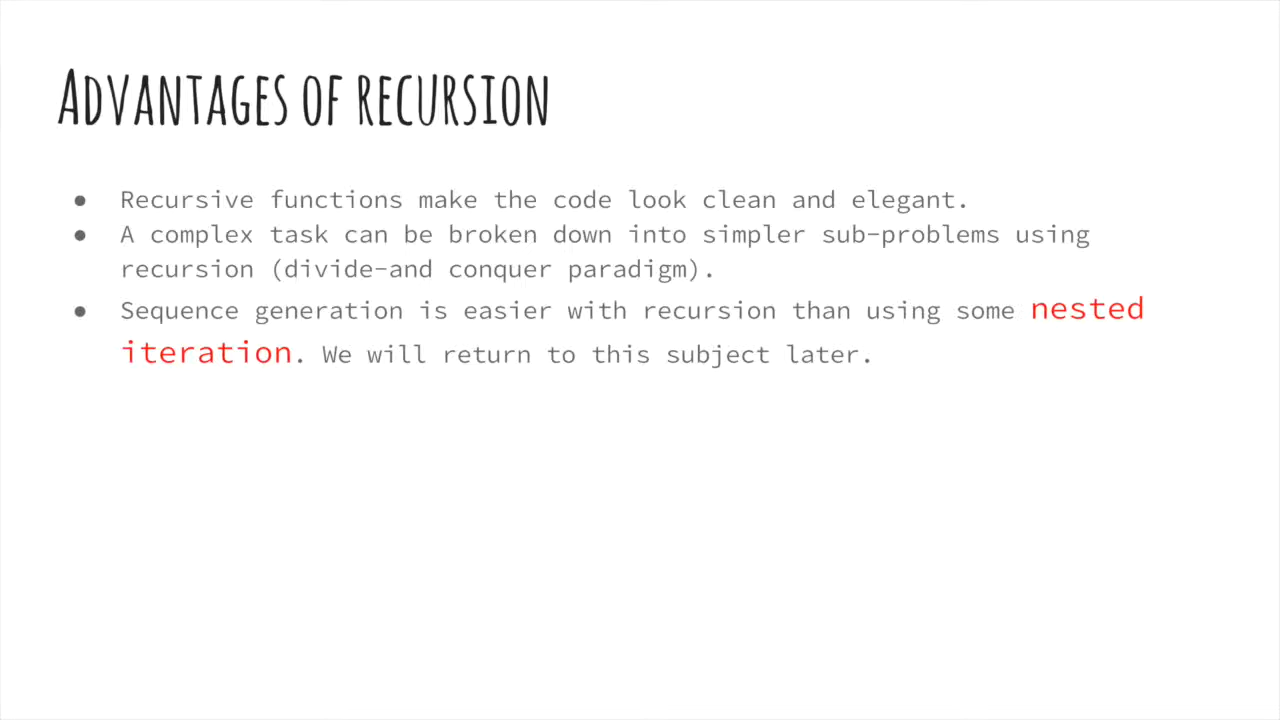 Advantages of recursion
● Recursive functions make the code look clean and elegant.
● A complex task can be broken down into simpler sub-problems using
recursion (divide-and conquer paradigm).
● Sequence generation is easier with recursion than using some nested
iteration. We will return to this subject later.